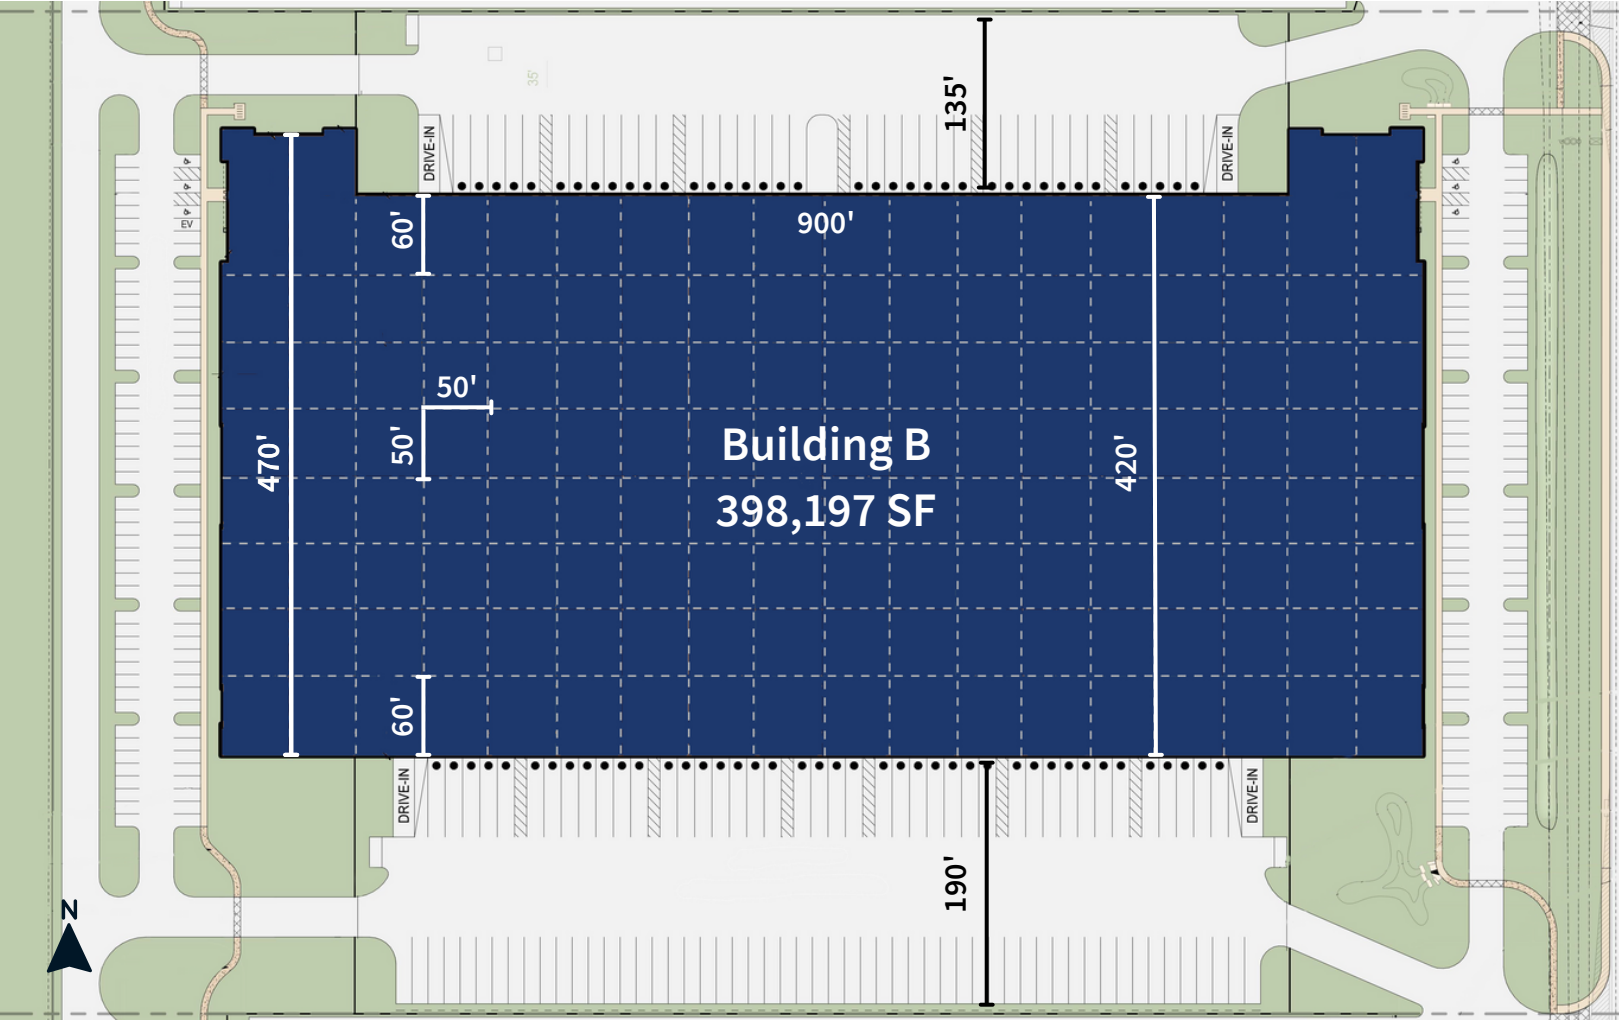 135'
35'
DRIVE-IN
DRIVE-IN
EV
60'
900'
50'
50'
470'
420'
Building B
398,197 SF
60'
DRIVE-IN
DRIVE-IN
190'
N